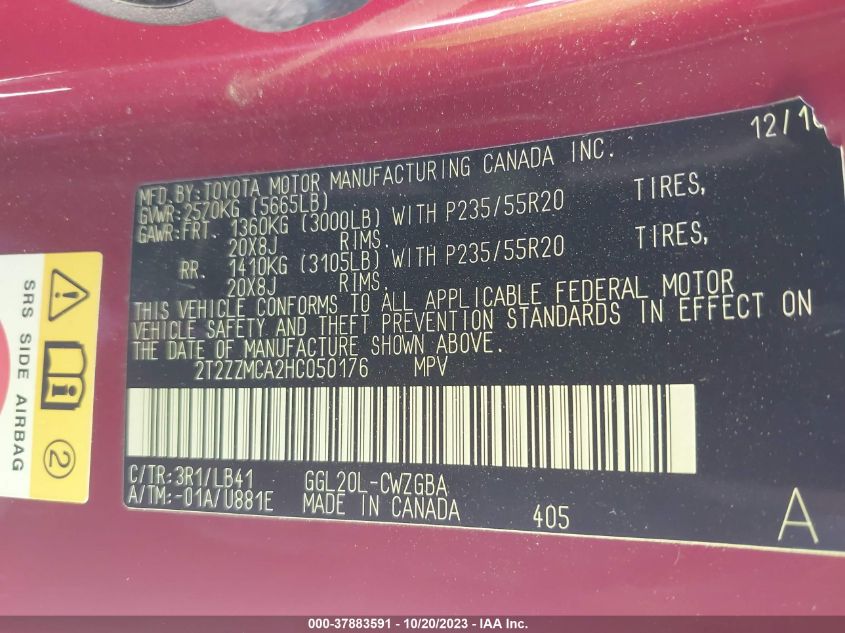 12/16
MFD.BY:TOYOTA MOTOR MANUFACTURING CANADA INC.
GVWR:2570KG (5665LB)
GAWR:FRT. 1360KG (3000LB) WITH P235/55R20 TIRES,
20X8J RIMS.
RR. 1410KG (3105LB) WITH P235/55R20 TIRES,
20X8J RIMS.
THIS VEHICLE CONFORMS TO ALL APPLICABLE FEDERAL MOTOR
VEHICLE SAFETY AND THEFT PREVENTION STANDARDS IN EFFECT ON
THE DATE OF MANUFACTURE SHOWN ABOVE.
2T2ZZMCA2HC050176 MPV
C/TR:3R1/LB41 GGL20L-CWZGBA
A/TM:-01A/U881E MADE IN CANADA 405 A
SRS SIDE AIRBAG
2
000-37883591 - 10/20/2023 - IAA Inc.